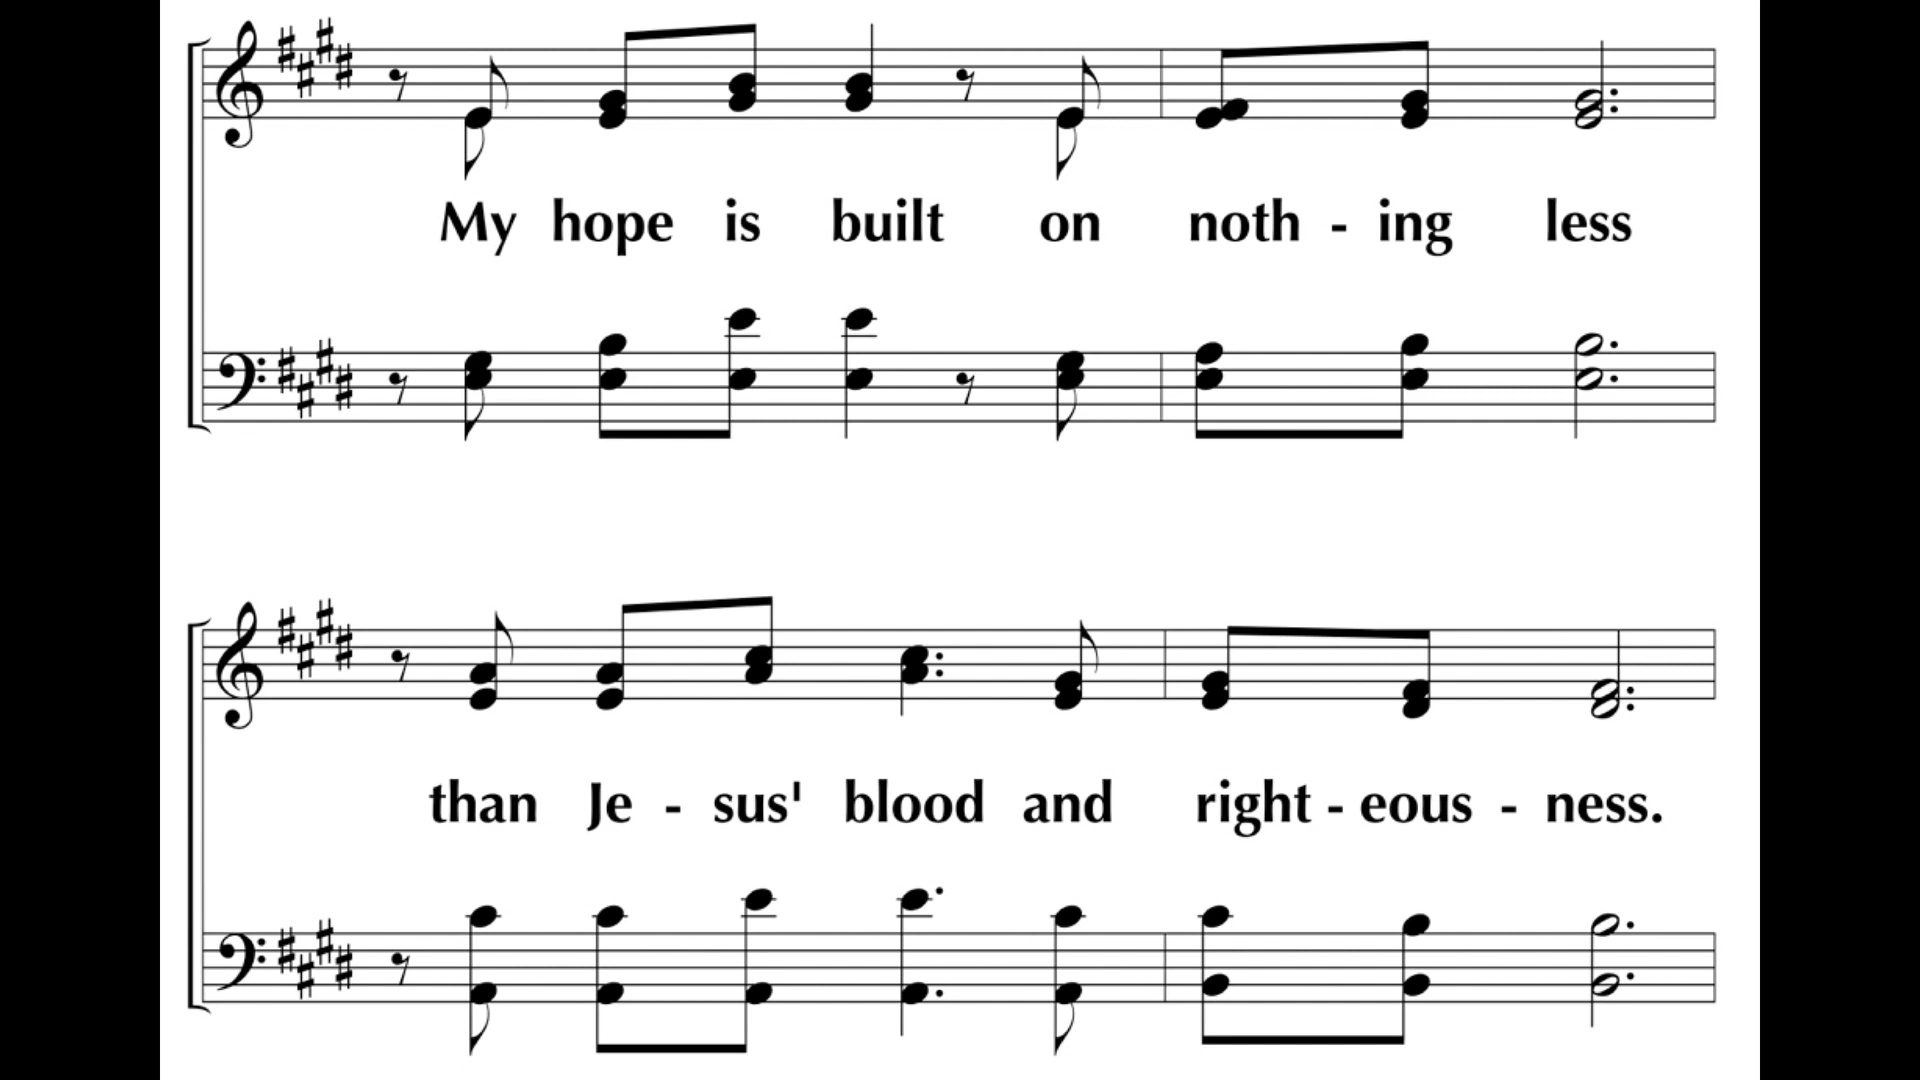 My hope is built on noth - ing less
than Je - sus' blood and right - eous - ness.